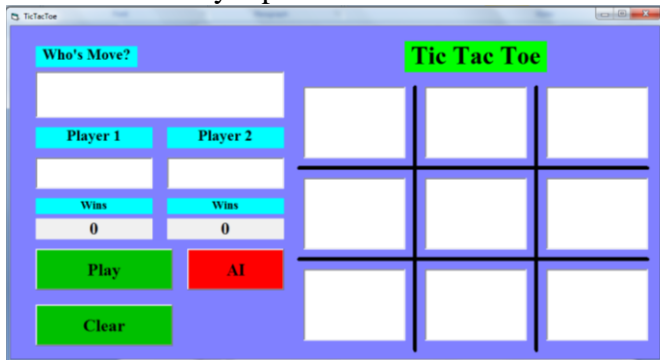 TicTacToe
Who's Move?
Tic Tac Toe
Player 1 Player 2
Wins Wins
0 0
Play AI
Clear